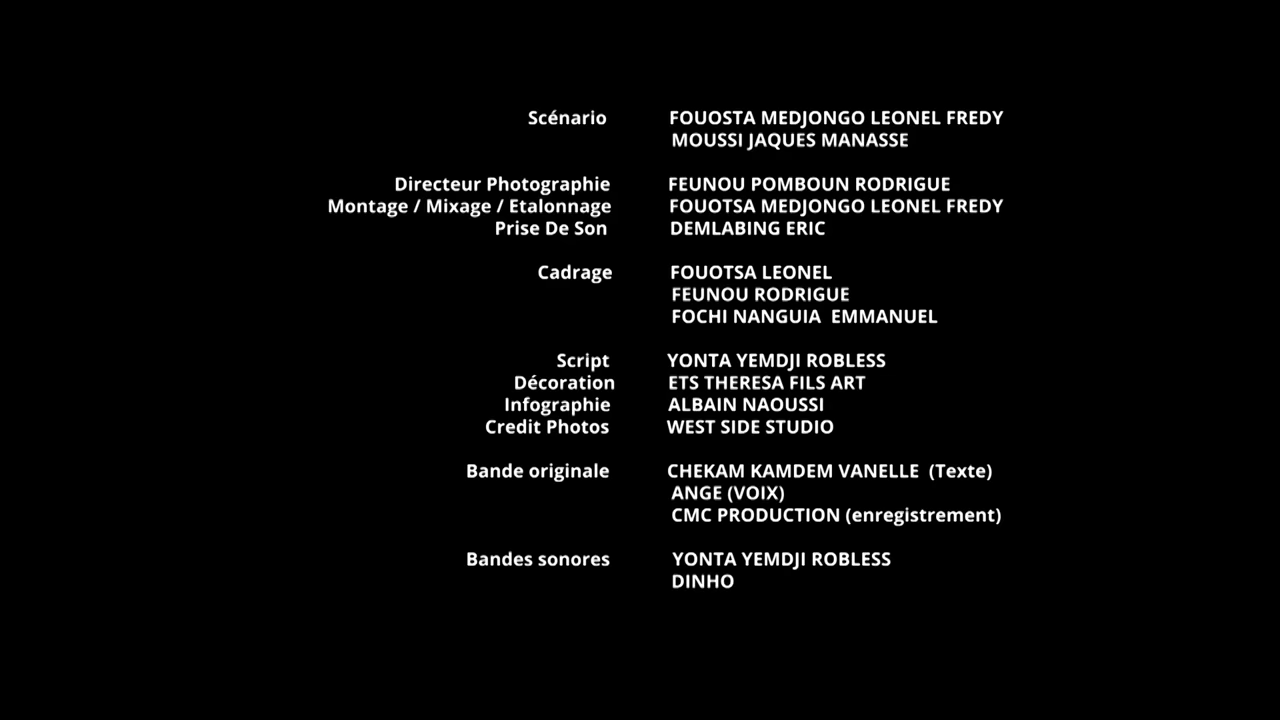 Scénario FOUOSTA MEDJONGO LEONEL FREDY
MOUSSI JAQUES MANASSE
Directeur Photographie FEUNOU POMBOUN RODRIGUE
Montage / Mixage / Etalonnage FOUOTSA MEDJONGO LEONEL FREDY
Prise De Son DEMLABING ERIC
Cadrage FOUOTSA LEONEL
FEUNOU RODRIGUE
FOCHI NANGUIA EMMANUEL
Script YONTA YEMDJI ROBLESS
Décoration ETS THERESA FILS ART
Infographie ALBAIN NAOUSSI
Credit Photos WEST SIDE STUDIO
Bande originale CHEKAM KAMDEM VANELLE (Texte)
ANGE (VOIX)
CMC PRODUCTION (enregistrement)
Bandes sonores YONTA YEMDJI ROBLESS
DINHO